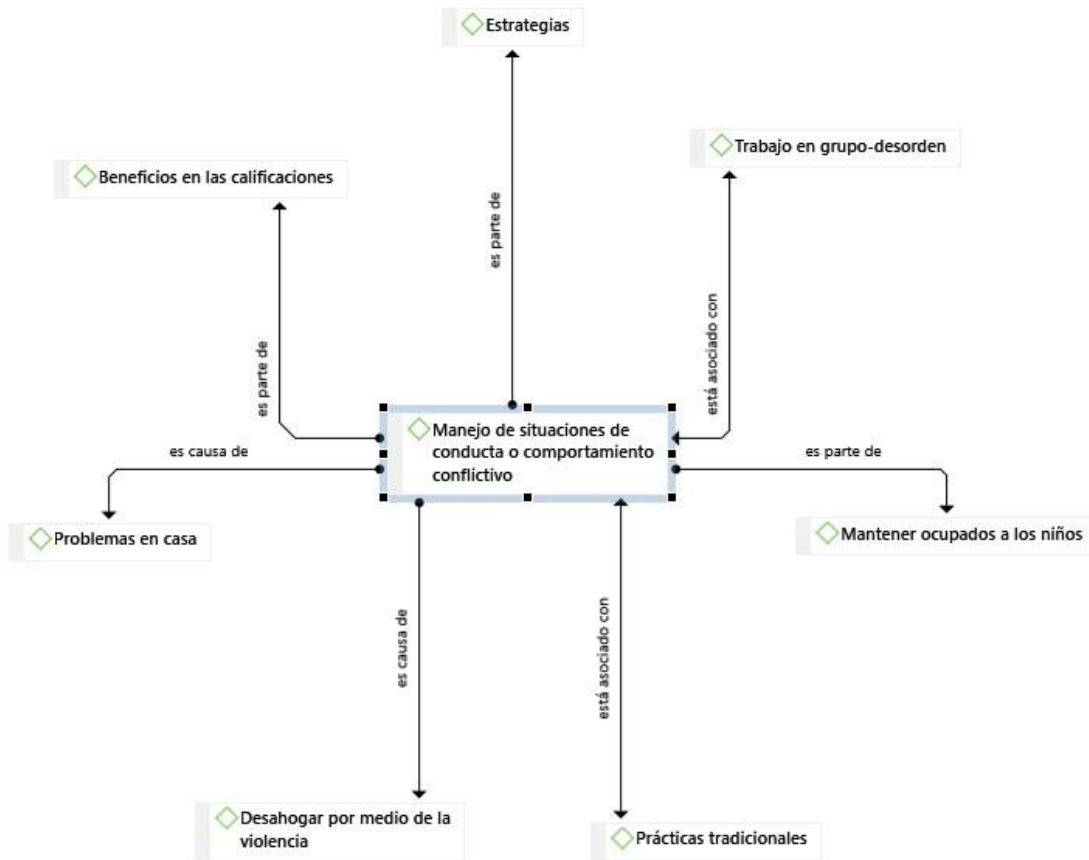 Estrategias
Trabajo en grupo-desorden
Beneficios en las calificaciones
es parte de
es parte de
está asociado con
Manejo de situaciones de
conducta o comportamiento
conflictivo
es causa de
es parte de
Problemas en casa
Mantener ocupados a los niños
es causa de
está asociado con
Desahogar por medio de la
violencia
Prácticas tradicionales